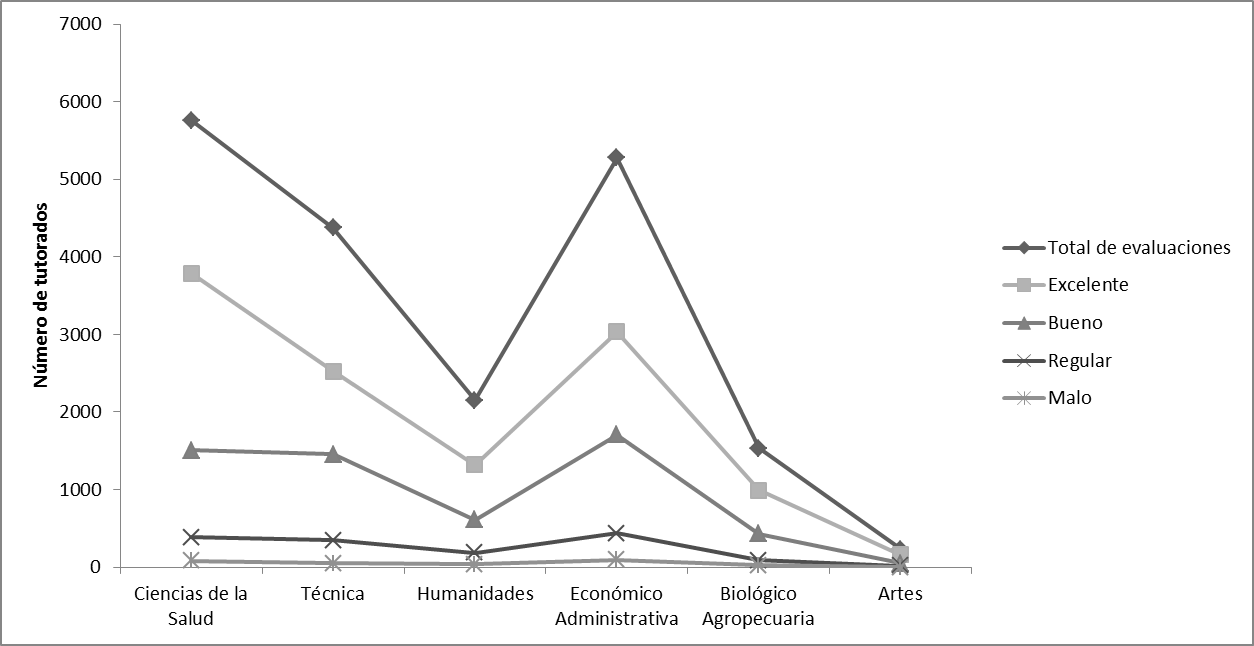 7000
6000
5000
4000
3000
2000
1000
0
Número de tutorados
Ciencias de la
Salud
Técnica
Humanidades
Económico
Administrativa
Biológico
Agropecuaria
Artes
Total de evaluaciones
Excelente
Bueno
Regular
Malo